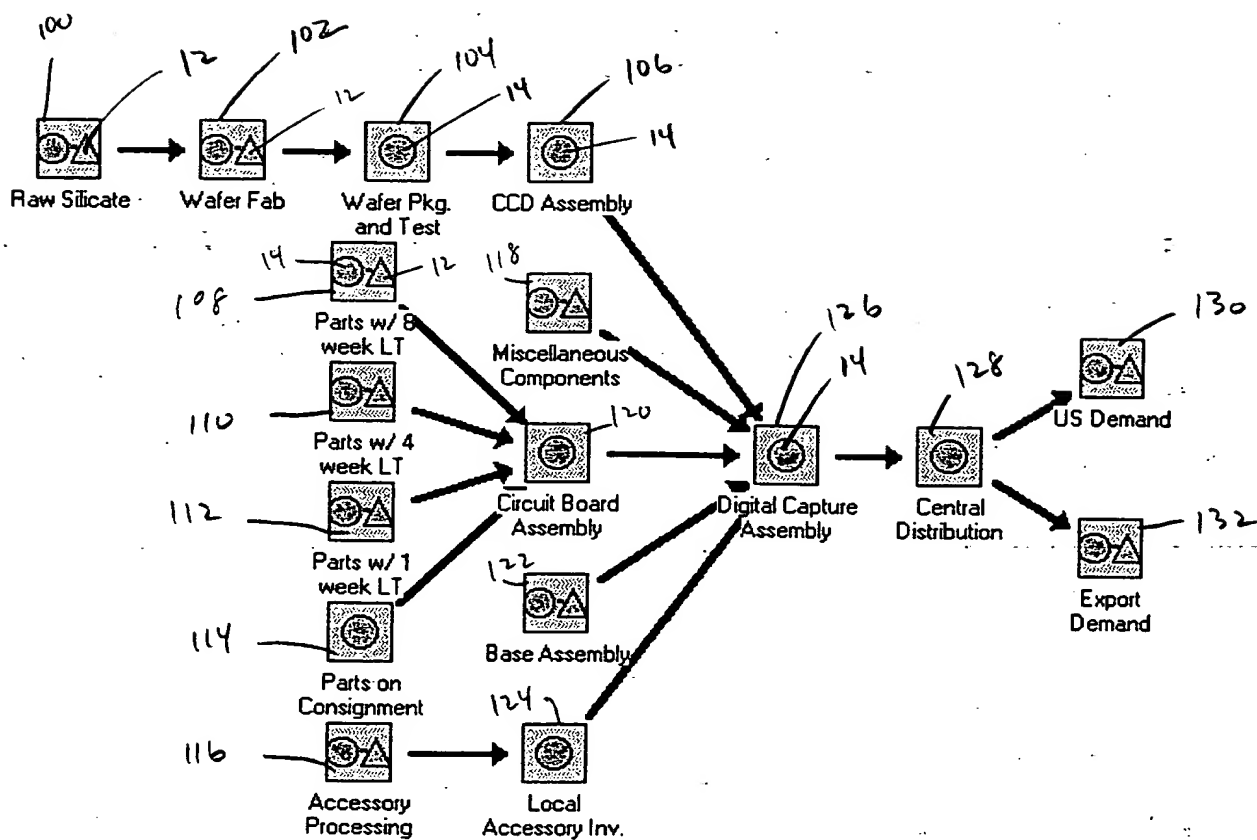 100
12
102
12
104
14
106
14
Raw Silicate
Wafer Fab
Wafer Pkg.
and Test
CCD Assembly
14
12
108
Parts w/ 8
week LT
118
Miscellaneous
Components
110
Parts w/ 4
week LT
120
Circuit Board
Assembly
126
14
Digital Capture
Assembly
128
Central
Distribution
130
US Demand
132
Export
Demand
112
Parts w/ 1
week LT
122
Base Assembly
114
Parts on
Consignment
116
Accessory
Processing
124
Local
Accessory Inv.